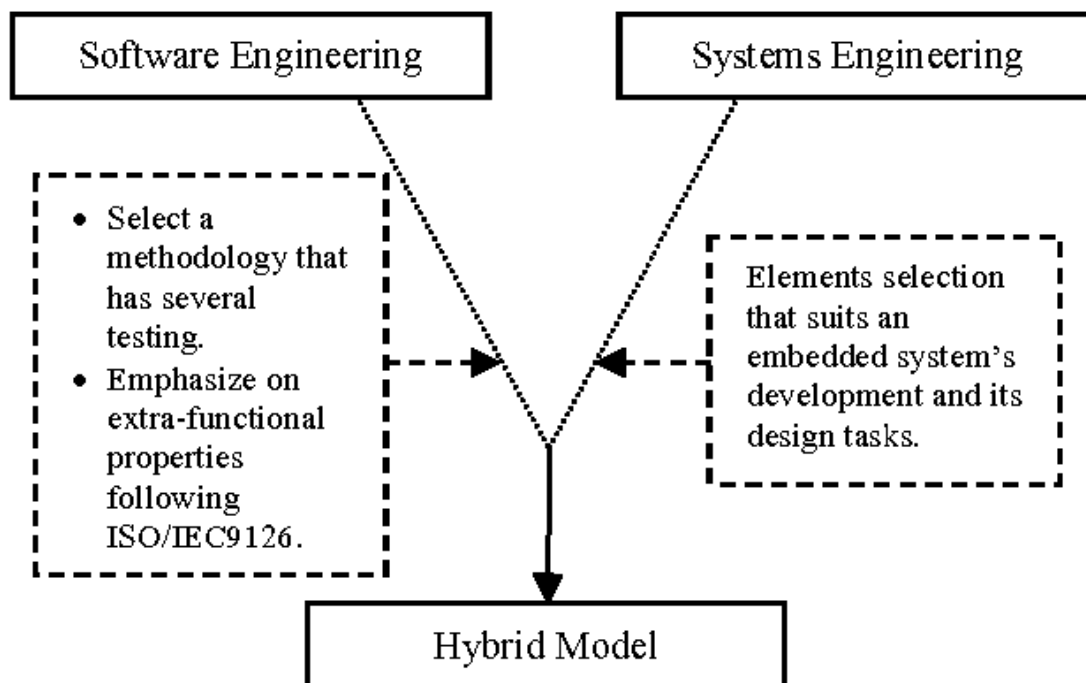 Software Engineering
Systems Engineering
• Select a
methodology that
has several
testing.
• Emphasize on
extra-functional
properties
following
ISO/IEC9126.
Elements selection
that suits an
embedded system's
development and its
design tasks.
Hybrid Model